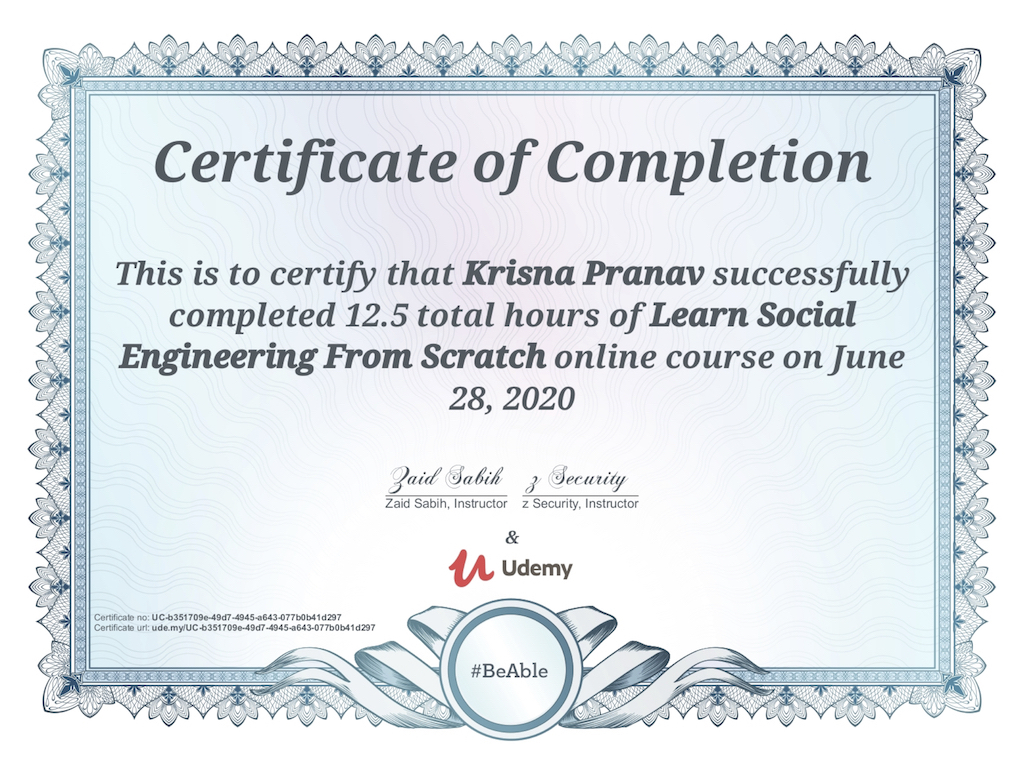 Certificate of Completion
This is to certify that Krisna Pranav successfully
completed 12.5 total hours of Learn Social
Engineering From Scratch online course on June
28, 2020
Zaid Sabih z Security
Zaid Sabih, Instructor z Security, Instructor
&
Udemy
Certificate no: UC-b351709e-49d7-4945-a643-077b0b41d297
Certificate url: ude.my/UC-b351709e-49d7-4945-a643-077b0b41d297
#BeAble